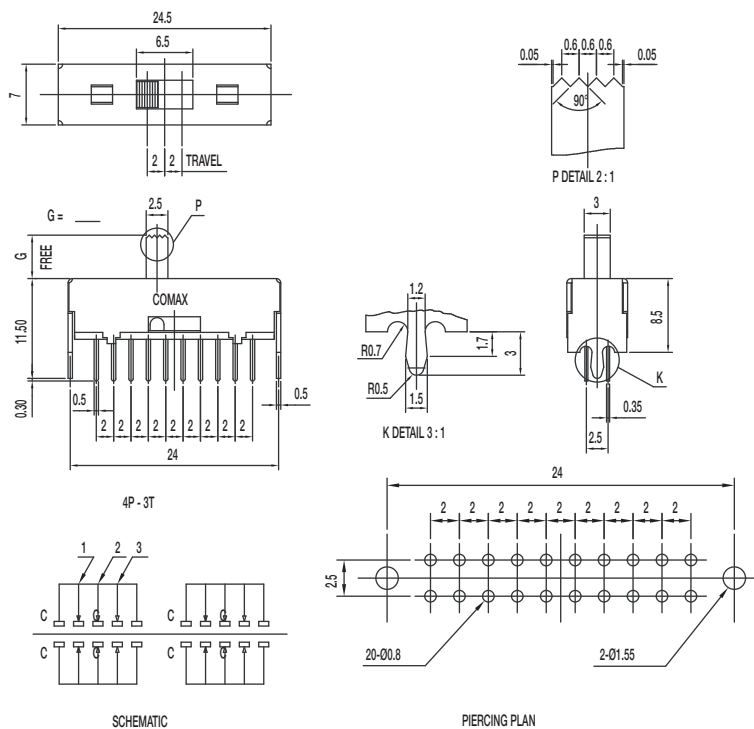 24.5
6.5
7
2 2 TRAVEL
0.05 0.6 0.6 0.6 0.05
90°
P DETAIL 2 : 1
G =
2.5
P
G
FREE
COMAX
11.50
0.30
0.5
0.5
2 2 2 2 2 2 2 2 2
24
1.2
R0.7
1.7
3
R0.5
1.5
K DETAIL 3 : 1
3
8.5
K
0.35
2.5
4P - 3T
1 2 3
C G
C G
SCHEMATIC
24
2 2 2 2 2 2 2 2 2
2.5
20-Ø0.8
2-Ø1.55
PIERCING PLAN